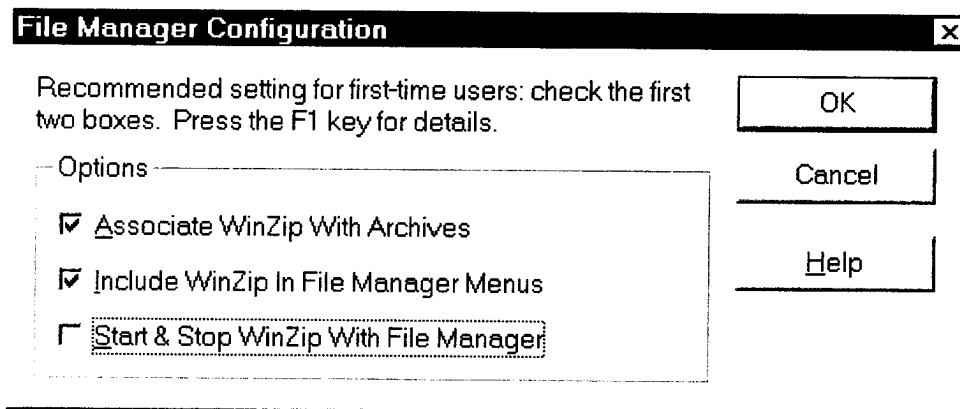 File Manager Configuration
Recommended setting for first-time users: check the first
two boxes. Press the F1 key for details.
OK
Cancel
Help
Options
Associate WinZip With Archives
Include WinZip In File Manager Menus
Start & Stop WinZip With File Manager